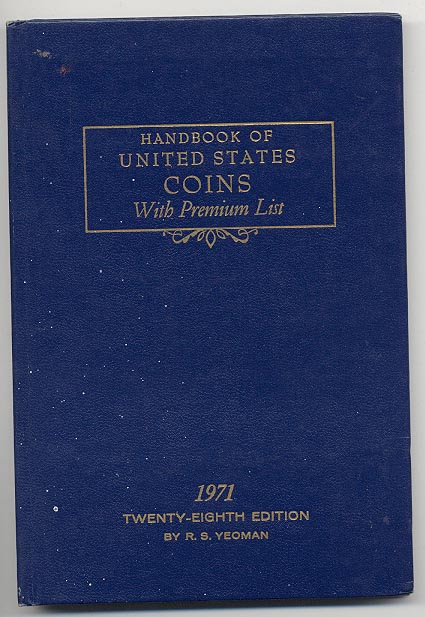 HANDBOOK OF
UNITED STATES
COINS
With Premium List
1971
TWENTY-EIGHTH EDITION
BY R. S. YEOMAN